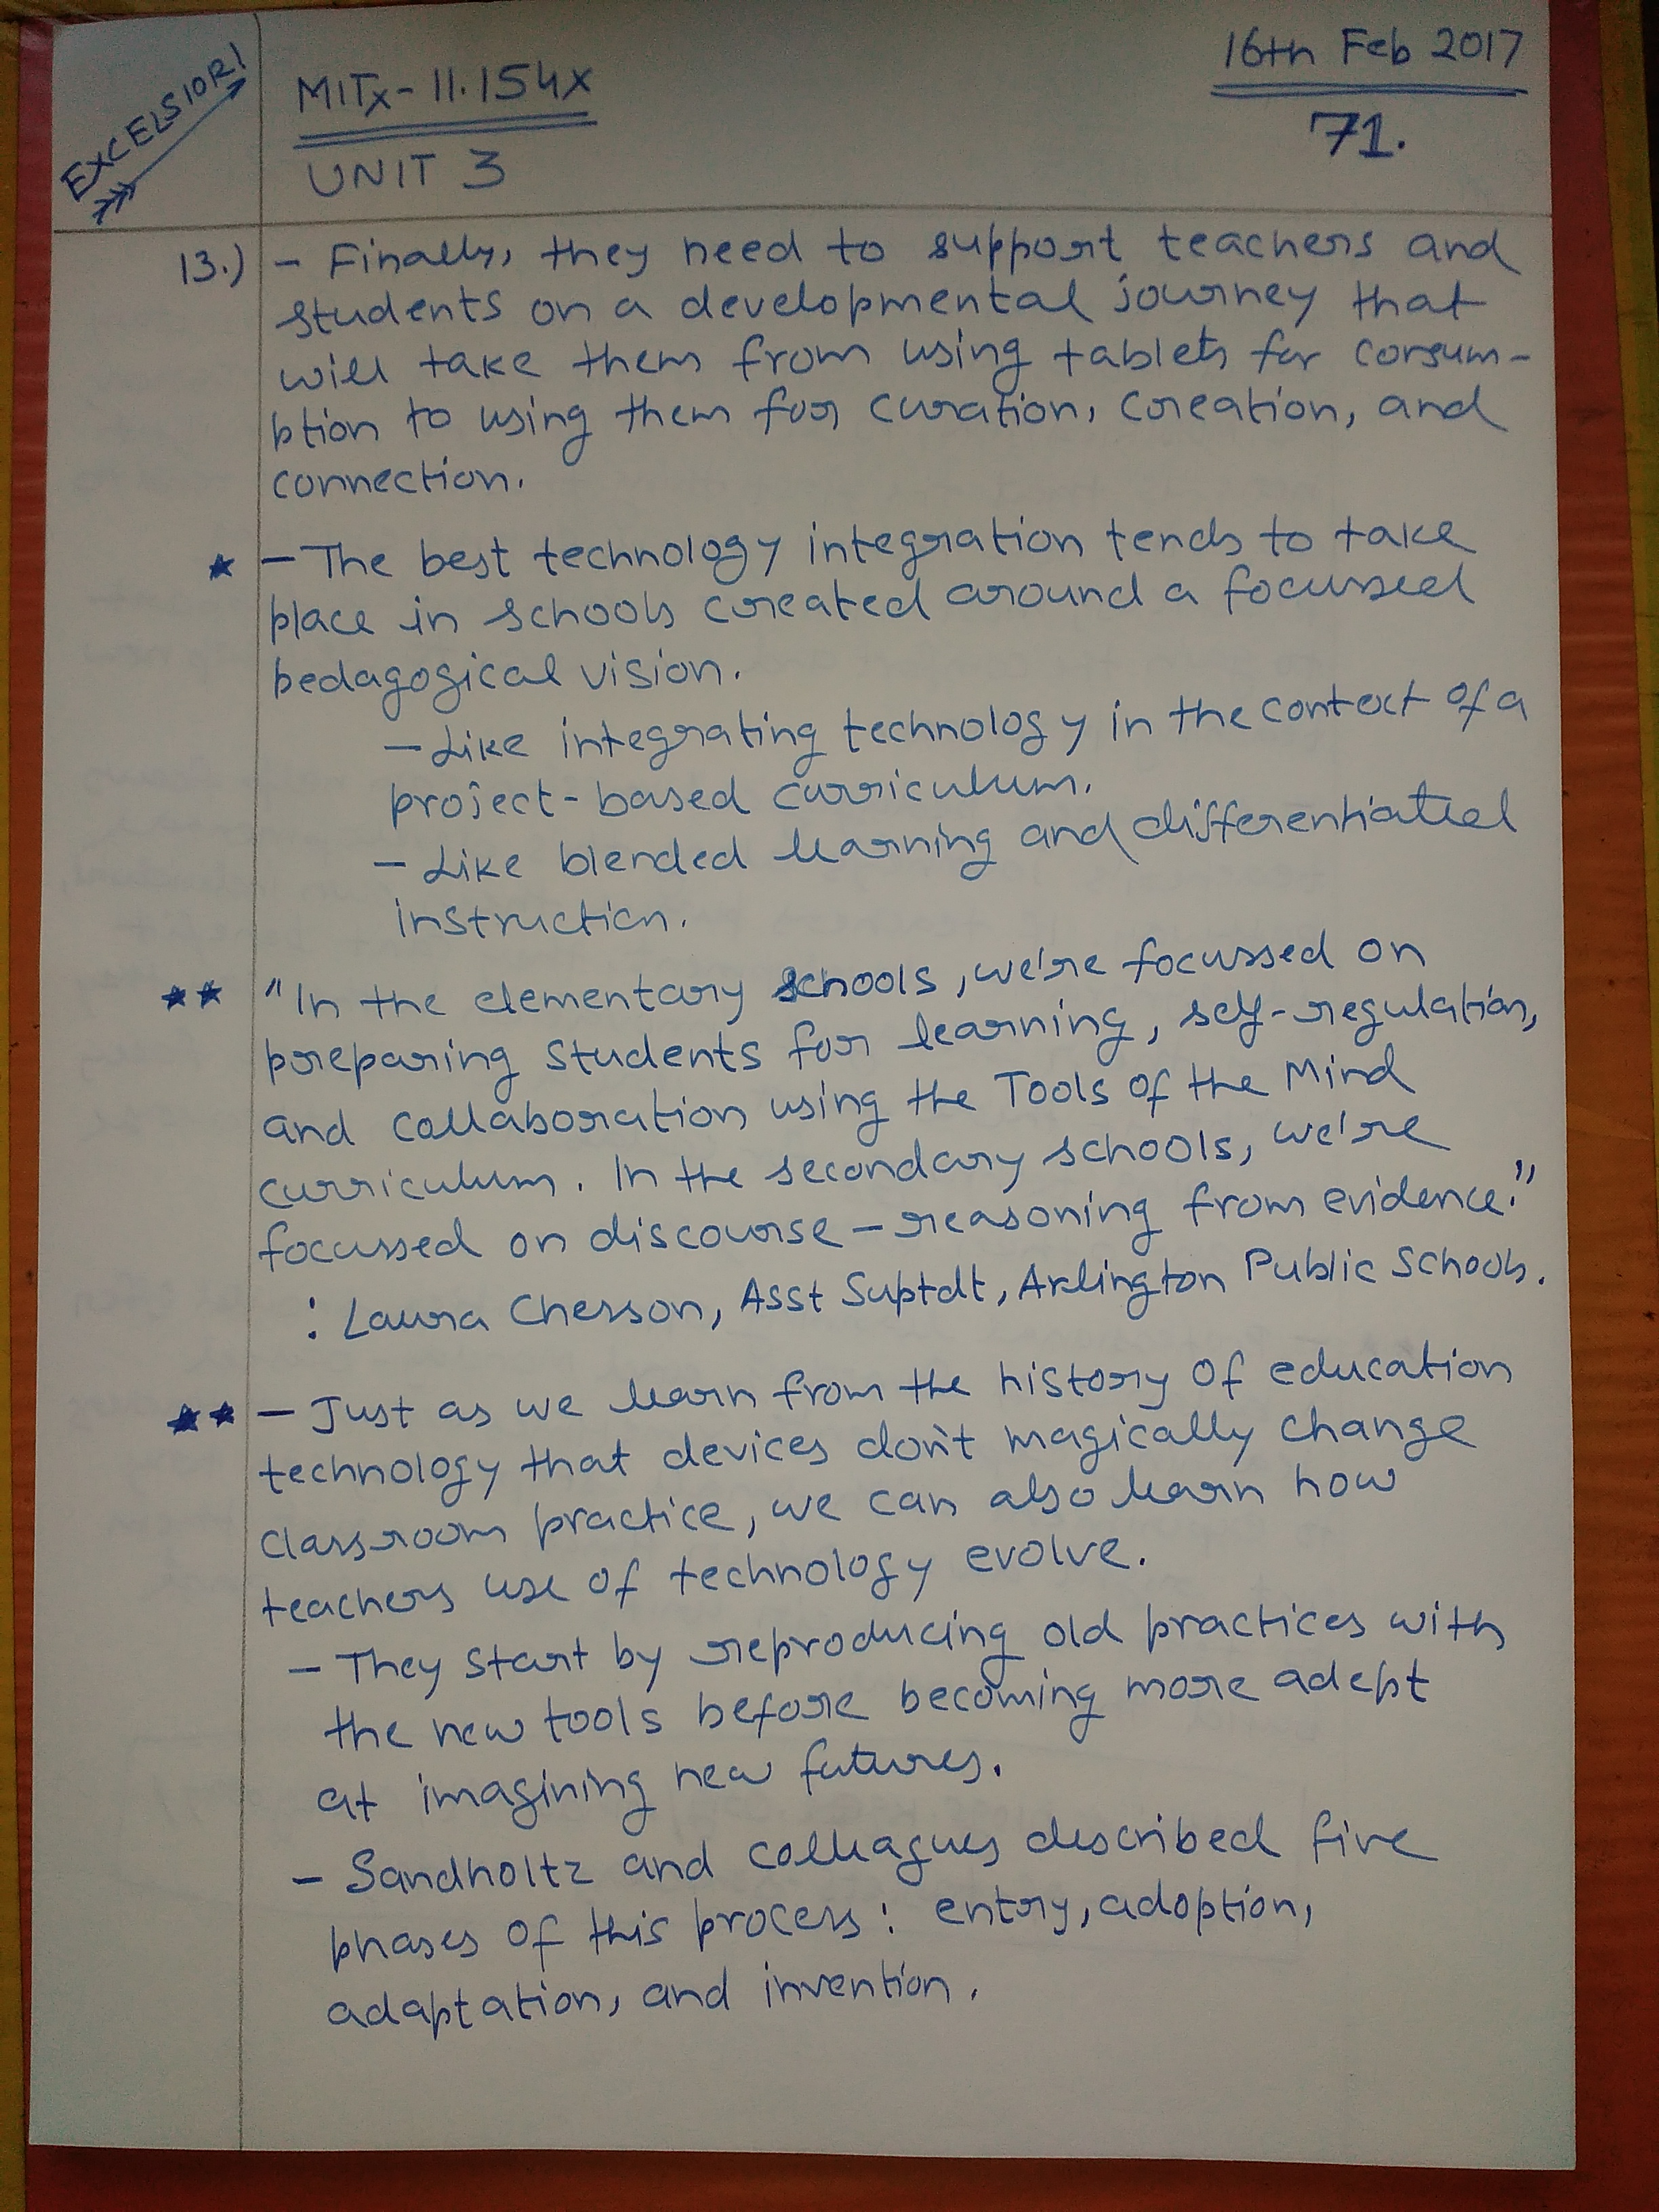 EXCELSIOR!
MITx - 11.154x
UNIT 3
16th Feb 2017
71.
13.) - Finally, they need to support teachers and
students on a developmental journey that
will take them from using tablets for consum-
ption to using them for curation, creation, and
connection.
★ - The best technology integration tends to take
place in schools created around a focussed
pedagogical vision.
- Like integrating technology in the context of a
project-based curriculum.
- Like blended learning and differentiated
instruction.
★★ "In the elementary schools, we're focussed on
preparing students for learning, self-regulation,
and collaboration using the Tools of the Mind
curriculum. In the secondary schools, we're
focussed on discourse - reasoning from evidence."
: Laura Chesson, Asst Suptdt, Arlington Public Schools.
★★ - Just as we learn from the history of education
technology that devices don't magically change
classroom practice, we can also learn how
teachers use of technology evolve.
- They start by reproducing old practices with
the new tools before becoming more adept
at imagining new futures.
- Sandholtz and colleagues described five
phases of this process: entry, adoption,
adaptation, and invention.